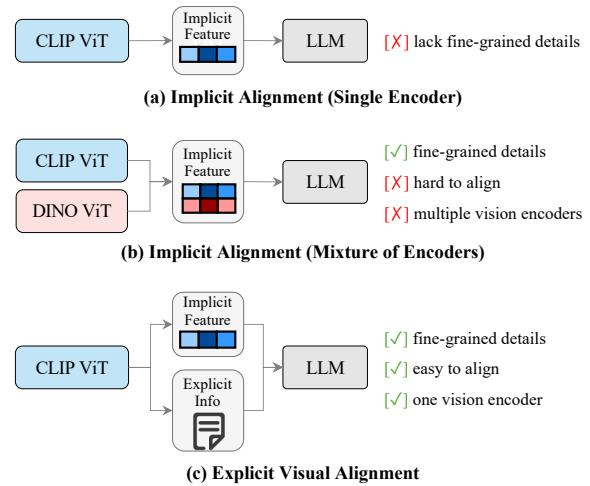 CLIP ViT
Implicit
Feature
LLM
[✗] lack fine-grained details
(a) Implicit Alignment (Single Encoder)
CLIP ViT
DINO ViT
Implicit
Feature
LLM
[✓] fine-grained details
[✗] hard to align
[✗] multiple vision encoders
(b) Implicit Alignment (Mixture of Encoders)
CLIP ViT
Implicit
Feature
Explicit
Info
LLM
[✓] fine-grained details
[✓] easy to align
[✓] one vision encoder
(c) Explicit Visual Alignment